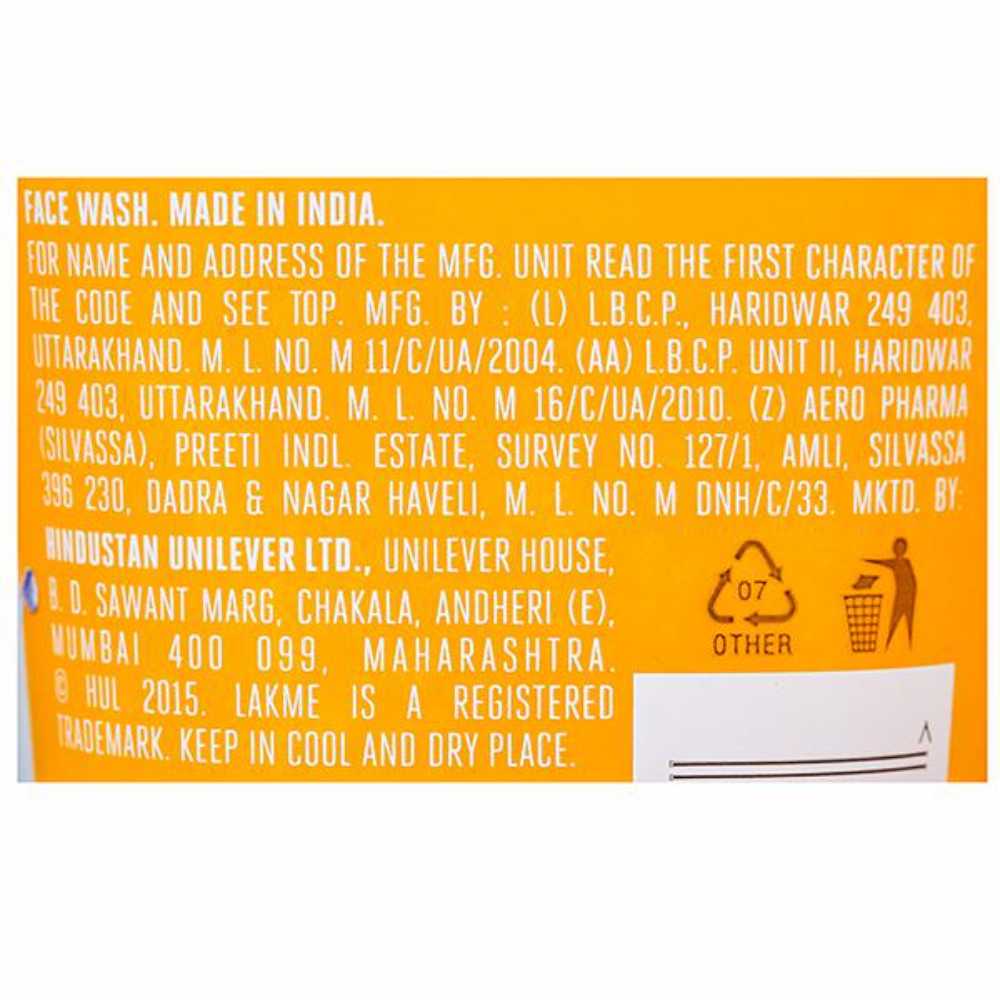 FACE WASH. MADE IN INDIA.
FOR NAME AND ADDRESS OF THE MFG. UNIT READ THE FIRST CHARACTER OF
THE CODE AND SEE TOP. MFG. BY : (L) L.B.C.P., HARIDWAR 249 403,
UTTARAKHAND. M. L. NO. M 11/C/UA/2004. (AA) L.B.C.P. UNIT II, HARIDWAR
249 403, UTTARAKHAND. M. L. NO. M 16/C/UA/2010. (Z) AERO PHARMA
(SILVASSA), PREETI INDL. ESTATE, SURVEY NO. 127/1, AMLI, SILVASSA
396 230, DADRA & NAGAR HAVELI, M. L. NO. M DNH/C/33. MKTD. BY:
HINDUSTAN UNILEVER LTD., UNILEVER HOUSE,
B. D. SAWANT MARG, CHAKALA, ANDHERI (E),
MUMBAI 400 099, MAHARASHTRA.
© HUL 2015. LAKME IS A REGISTERED
TRADEMARK. KEEP IN COOL AND DRY PLACE.
07
OTHER